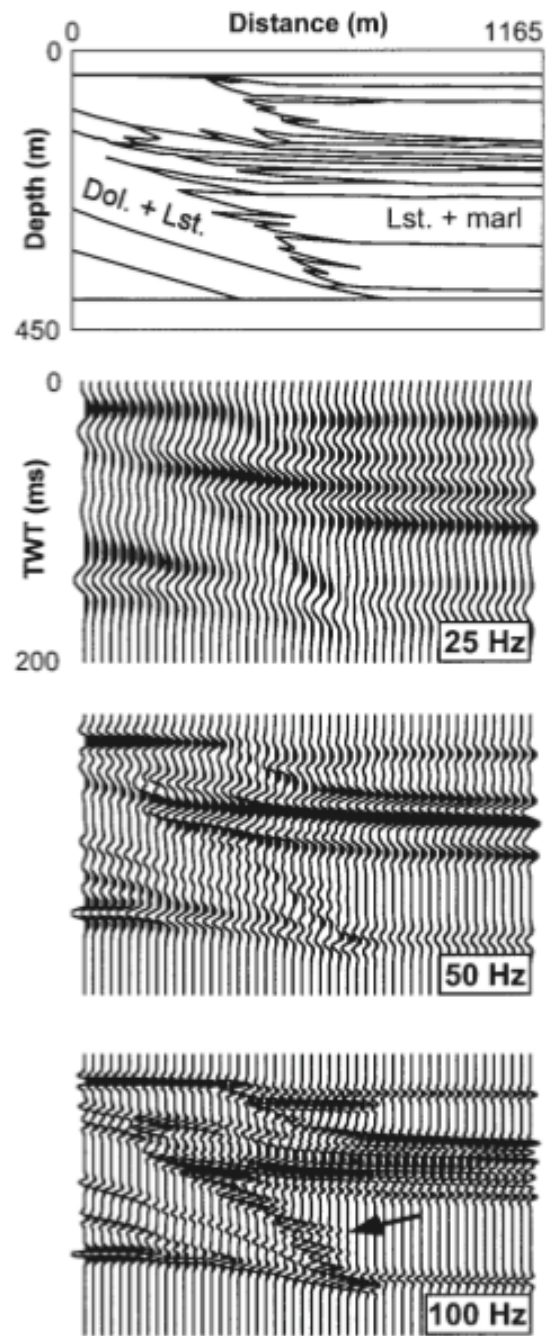 Distance (m)
0 1165
0
Depth (m)
Dol. + Lst.
Lst. + marl
450
0
TWT (ms)
25 Hz
200
50 Hz
100 Hz